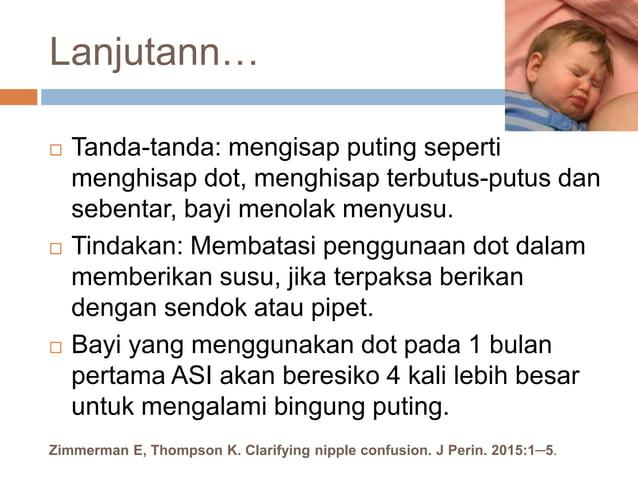 Lanjutann…
Tanda-tanda: mengisap puting seperti
menghisap dot, menghisap terbutus-putus dan
sebentar, bayi menolak menyusu.
Tindakan: Membatasi penggunaan dot dalam
memberikan susu, jika terpaksa berikan
dengan sendok atau pipet.
Bayi yang menggunakan dot pada 1 bulan
pertama ASI akan beresiko 4 kali lebih besar
untuk mengalami bingung puting.
Zimmerman E, Thompson K. Clarifying nipple confusion. J Perin. 2015:1─5.